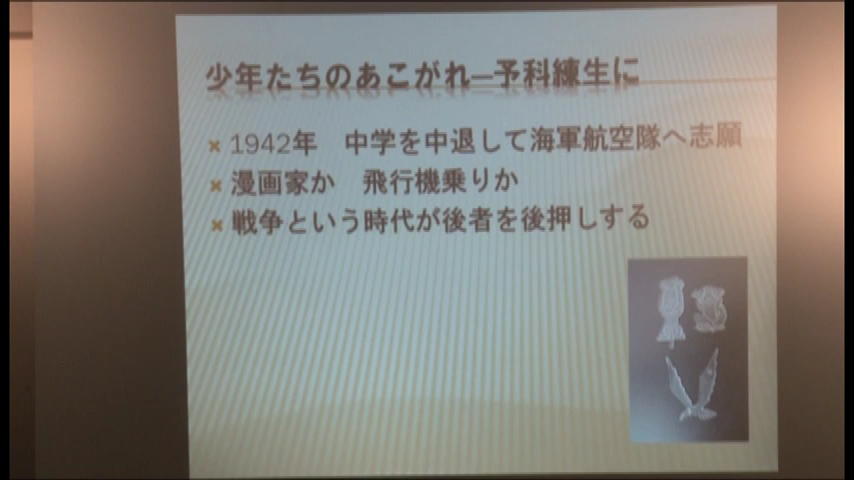 少年たちのあこがれ―予科練生に
1942年　中学を中退して海軍航空隊へ志願
漫画家か　飛行機乗りか
戦争という時代が後者を後押しする